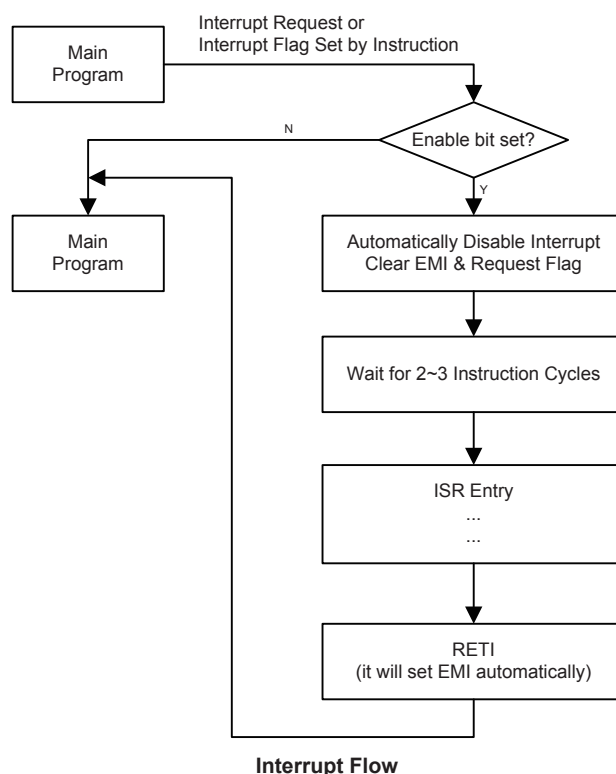 Interrupt Request or
Interrupt Flag Set by Instruction
Main
Program
Enable bit set?
N
Y
Main
Program
Automatically Disable Interrupt
Clear EMI & Request Flag
Wait for 2~3 Instruction Cycles
ISR Entry
...
...
RETI
(it will set EMI automatically)
Interrupt Flow